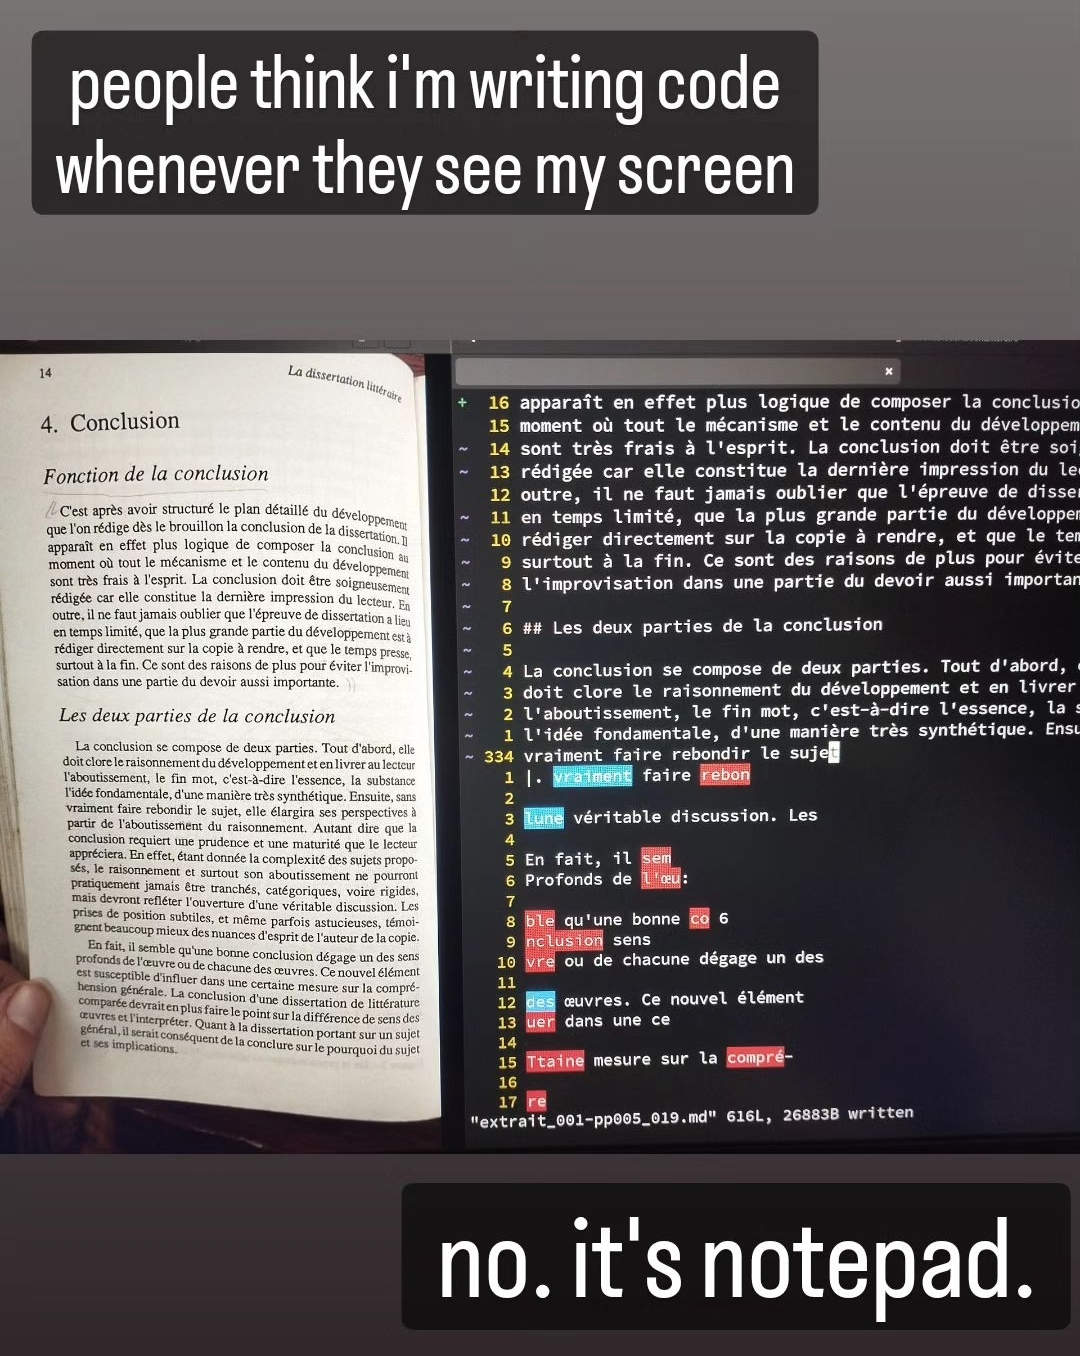 people think i'm writing code
whenever they see my screen
14
La dissertation littéraire
4. Conclusion
Fonction de la conclusion
C'est après avoir structuré le plan détaillé du développement
que l'on rédige dès le brouillon la conclusion de la dissertation. Il
apparaît en effet plus logique de composer la conclusion au
moment où tout le mécanisme et le contenu du développement
sont très frais à l'esprit. La conclusion doit être soigneusement
rédigée car elle constitue la dernière impression du lecteur. En
outre, il ne faut jamais oublier que l'épreuve de dissertation a lieu
en temps limité, que la plus grande partie du développement est à
rédiger directement sur la copie à rendre, et que le temps presse,
surtout à la fin. Ce sont des raisons de plus pour éviter l'improvi-
sation dans une partie du devoir aussi importante.
Les deux parties de la conclusion
La conclusion se compose de deux parties. Tout d'abord, elle
doit clore le raisonnement du développement et en livrer au lecteur
l'aboutissement, le fin mot, c'est-à-dire l'essence, la substance
l'idée fondamentale, d'une manière très synthétique. Ensuite, sans
vraiment faire rebondir le sujet, elle élargira ses perspectives à
partir de l'aboutissement du raisonnement. Autant dire que la
conclusion requiert une prudence et une maturité que le lecteur
appréciera. En effet, étant donnée la complexité des sujets propo-
sés, le raisonnement et surtout son aboutissement ne pourront
pratiquement jamais être tranchés, catégoriques, voire rigides,
mais devront refléter l'ouverture d'une véritable discussion. Les
prises de position subtiles, et même parfois astucieuses, témoi-
gnent beaucoup mieux des nuances d'esprit de l'auteur de la copie.
En fait, il semble qu'une bonne conclusion dégage un des sens
profonds de l'œuvre ou de chacune des œuvres. Ce nouvel élément
est susceptible d'influer dans une certaine mesure sur la compré-
hension générale. La conclusion d'une dissertation de littérature
comparée devrait en plus faire le point sur la différence de sens des
œuvres et l'interpréter. Quant à la dissertation portant sur un sujet
général, il serait conséquent de la conclure sur le pourquoi du sujet
et ses implications.
+ 16 apparaît en effet plus logique de composer la conclusio
15 moment où tout le mécanisme et le contenu du développem
~ 14 sont très frais à l'esprit. La conclusion doit être soi
~ 13 rédigée car elle constitue la dernière impression du le
12 outre, il ne faut jamais oublier que l'épreuve de disser
~ 11 en temps limité, que la plus grande partie du développem
~ 10 rédiger directement sur la copie à rendre, et que le tem
~ 9 surtout à la fin. Ce sont des raisons de plus pour évite
~ 8 l'improvisation dans une partie du devoir aussi importan
~ 7
~ 6 ## Les deux parties de la conclusion
~ 5
~ 4 La conclusion se compose de deux parties. Tout d'abord,
~ 3 doit clore le raisonnement du développement et en livrer
~ 2 l'aboutissement, le fin mot, c'est-à-dire l'essence, la s
~ 1 l'idée fondamentale, d'une manière très synthétique. Ensu
~ 334 vraiment faire rebondir le sujet
1 |. vraiment faire rebon
2
3 lune véritable discussion. Les
4
5 En fait, il sem
6 Profonds de l'œu:
7
8 ble qu'une bonne co 6
9 nclusion sens
10 vre ou de chacune dégage un des
11
12 des œuvres. Ce nouvel élément
13 uer dans une ce
14
15 Ttaine mesure sur la compré-
16
17 re
"extrait_001-pp005_019.md" 616L, 26883B written
no. it's notepad.